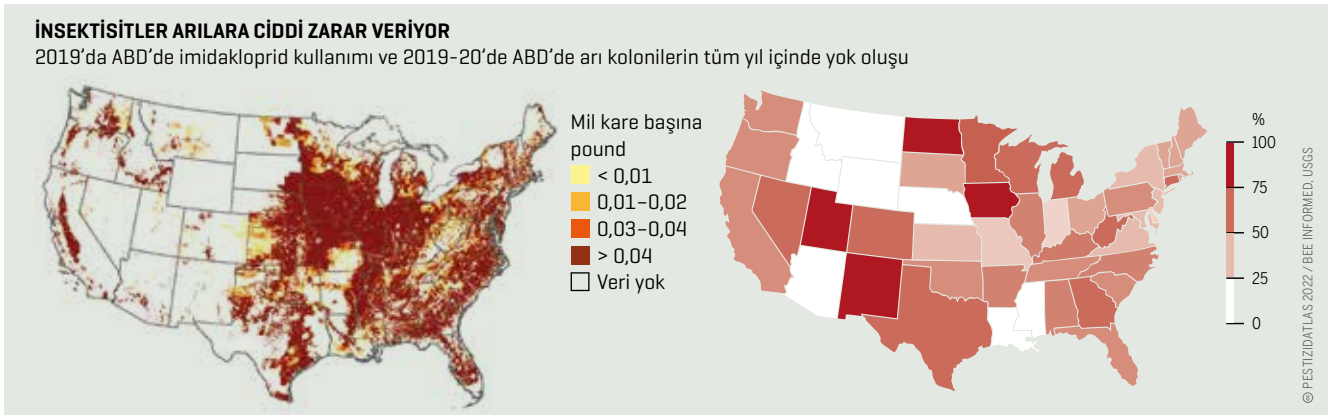 İNSEKTİSİTLER ARILARA CİDDİ ZARAR VERİYOR
2019'da ABD'de imidakloprid kullanımı ve 2019-20'de ABD'de arı kolonilerin tüm yıl içinde yok oluşu
Mil kare başına
pound
< 0,01
0,01–0,02
0,03–0,04
> 0,04
Veri yok
%
100
75
50
25
0
PESTIZIDATLAS 2022 / BEE INFORMED, USGS